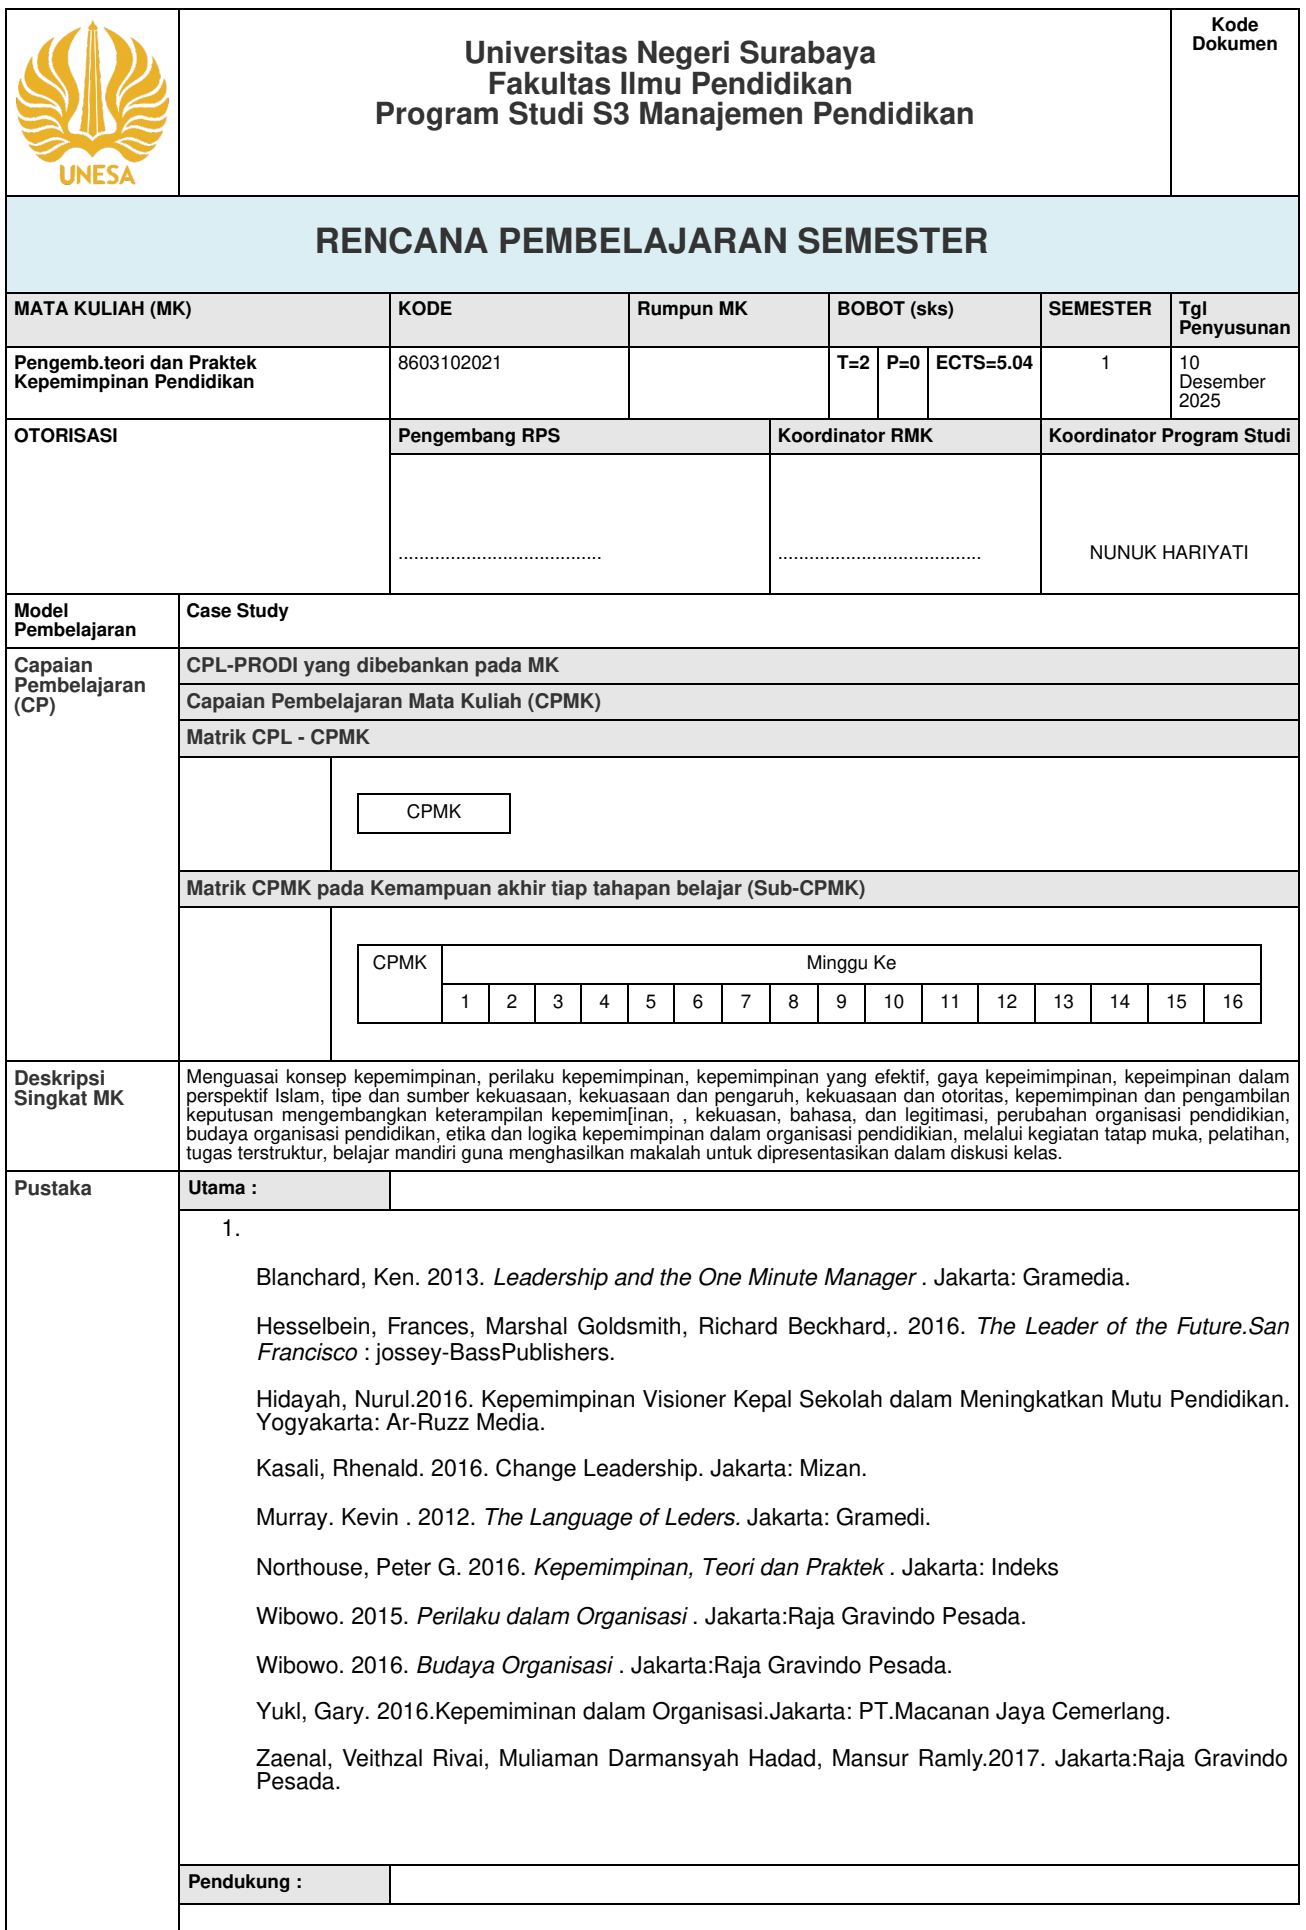 UNESA
Universitas Negeri Surabaya
Fakultas Ilmu Pendidikan
Program Studi S3 Manajemen Pendidikan
Kode
Dokumen
RENCANA PEMBELAJARAN SEMESTER
MATA KULIAH (MK)
KODE
Rumpun MK
BOBOT (sks)
SEMESTER
Tgl
Penyusunan
Pengemb.teori dan Praktek
Kepemimpinan Pendidikan
8603102021
T=2
P=0
ECTS=5.04
1
10
Desember
2025
OTORISASI
Pengembang RPS
Koordinator RMK
Koordinator Program Studi
.......................................
.......................................
NUNUK HARIYATI
Model
Pembelajaran
Case Study
Capaian
Pembelajaran
(CP)
CPL-PRODI yang dibebankan pada MK
Capaian Pembelajaran Mata Kuliah (CPMK)
Matrik CPL - CPMK
CPMK
Matrik CPMK pada Kemampuan akhir tiap tahapan belajar (Sub-CPMK)
CPMK
Minggu Ke
1 2 3 4 5 6 7 8 9 10 11 12 13 14 15 16
Deskripsi
Singkat MK
Menguasai konsep kepemimpinan, perilaku kepemimpinan, kepemimpinan yang efektif, gaya kepeimimpinan, kepeimpinan dalam
perspektif Islam, tipe dan sumber kekuasaan, kekuasaan dan pengaruh, kekuasaan dan otoritas, kepemimpinan dan pengambilan
keputusan mengembangkan keterampilan kepemim[inan, , kekuasan, bahasa, dan legitimasi, perubahan organisasi pendidikian,
budaya organisasi pendidikan, etika dan logika kepemimpinan dalam organisasi pendidikian, melalui kegiatan tatap muka, pelatihan,
tugas terstruktur, belajar mandiri guna menghasilkan makalah untuk dipresentasikan dalam diskusi kelas.
Pustaka
Utama :
1.
Blanchard, Ken. 2013. Leadership and the One Minute Manager . Jakarta: Gramedia.
Hesselbein, Frances, Marshal Goldsmith, Richard Beckhard,. 2016. The Leader of the Future.San
Francisco : jossey-BassPublishers.
Hidayah, Nurul.2016. Kepemimpinan Visioner Kepal Sekolah dalam Meningkatkan Mutu Pendidikan.
Yogyakarta: Ar-Ruzz Media.
Kasali, Rhenald. 2016. Change Leadership. Jakarta: Mizan.
Murray. Kevin . 2012. The Language of Leders. Jakarta: Gramedi.
Northouse, Peter G. 2016. Kepemimpinan, Teori dan Praktek . Jakarta: Indeks
Wibowo. 2015. Perilaku dalam Organisasi . Jakarta:Raja Gravindo Pesada.
Wibowo. 2016. Budaya Organisasi . Jakarta:Raja Gravindo Pesada.
Yukl, Gary. 2016.Kepemiminan dalam Organisasi.Jakarta: PT.Macanan Jaya Cemerlang.
Zaenal, Veithzal Rivai, Muliaman Darmansyah Hadad, Mansur Ramly.2017. Jakarta:Raja Gravindo
Pesada.
Pendukung :